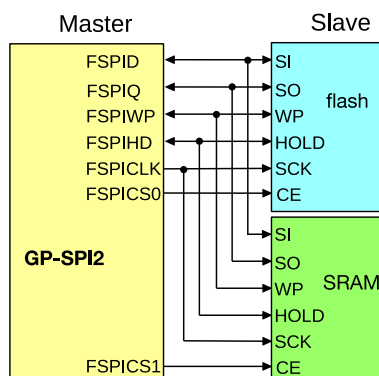 Master
Slave
FSPID
FSPIQ
FSPIWP
FSPIHD
FSPICLK
FSPICS0
GP-SPI2
FSPICS1
SI
SO
WP
HOLD
SCK
CE
flash
SI
SO
WP
HOLD
SCK
CE
SRAM